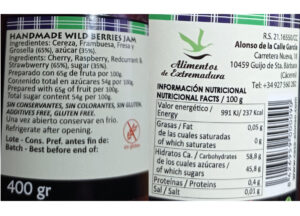 HANDMADE WILD BERRIES JAM
Ingredientes: Cereza, Frambuesa, Fresa y
Grosella (65%), azúcar (35%).
Ingredients: Cherry, Raspberry, Redcurrant &
Strawberry (65%), sugar (35%).
Preparado con 65g de fruta por 100g.
Contenido total de azúcar 54g por 100g.
Prepared with 65g of fruit per 100g.
Total sugar content 54g per 100g.
SIN CONSERVANTES, SIN COLORANTES, SIN GLUTEN.
ADDITIVES FREE, GLUTEN FREE.
Una vez abierto conservar en frío.
Refrigerate after opening.
Lote - Cons. Pref. antes fin de:
Batch - Best before end of:
400 gr
Alimentos
de Extremadura
R.S. 21.16550/CC
Alonso de la Calle García
Carretera Nueva, 18
10459 Guijo de Sta. Bárbara
(Cáceres)
Tel: +34 927 560
INFORMACIÓN NUTRICIONAL
NUTRITIONAL FACTS / 100 g
Valor energético /
Energy
991 KJ/ 237 Kcal
Grasas / Fat
0,05 g
de las cuales saturadas
of which saturates
0 g
0 g
Hidratos Ca. / Carbohydrates
58,8 g
de los cuales azúcares /
of which sugars
45,8 g
Proteínas / Proteins
0,4 g
Sal / Salt
0,01 g